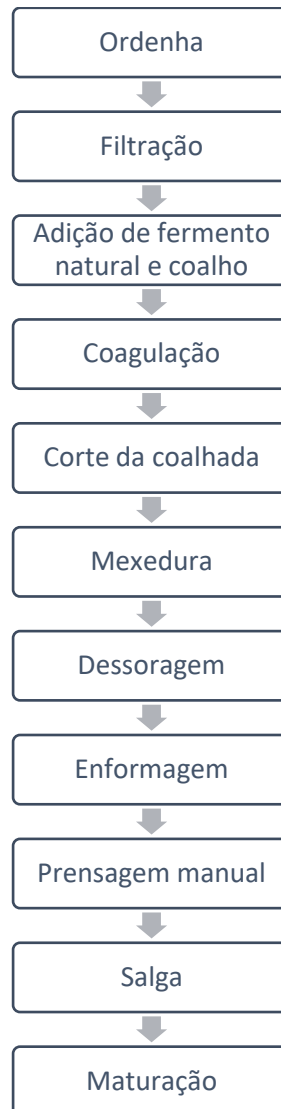 Ordenha
Filtração
Adição de fermento
natural e coalho
Coagulação
Corte da coalhada
Mexedura
Dessoragem
Enformagem
Prensagem manual
Salga
Maturação